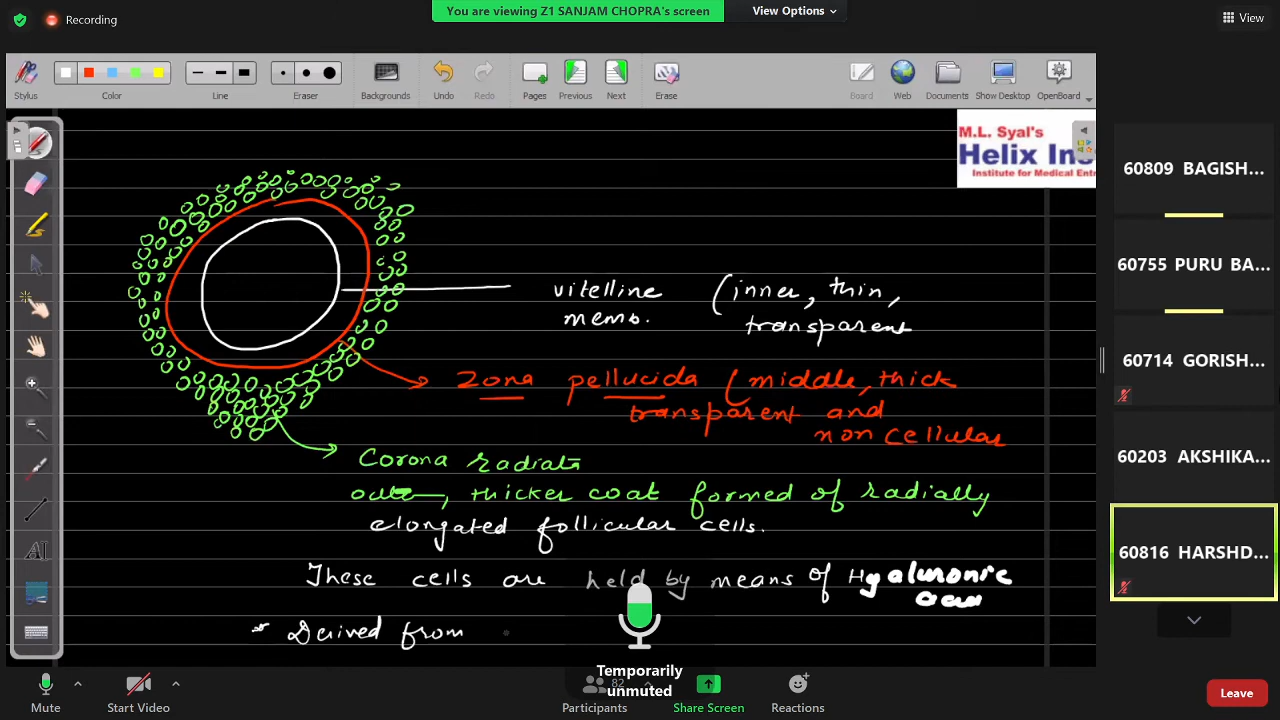 Recording
You are viewing Z1 SANJAM CHOPRA's screen
View Options
View
Stylus
Color
Line
Eraser
Backgrounds
Undo
Redo
Pages
Previous
Next
Erase
Board
Web
Documents
Show Desktop
OpenBoard
M.L. Syal's
Helix Ins
Institute for Medical Entr
vitelline (inner, thin,
memb. transparent
Zona pellucida (middle, thick
transparent and
non cellular
Corona radiata
outer, thicker coat formed of radially
elongated follicular cells.
These cells are held by means of Hyaluronic
* Derived from
60809 BAGISH...
60755 PURU BA...
60714 GORISH...
60203 AKSHIKA...
60816 HARSHD...
Temporarily
unmuted
Mute
Start Video
82
Participants
Share Screen
Reactions
Leave